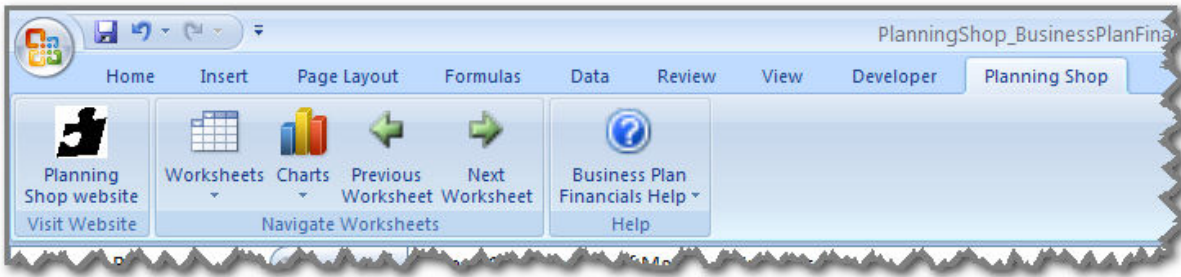 PlanningShop_BusinessPlanFina
Home Insert Page Layout Formulas Data Review View Developer Planning Shop
Planning Shop website
Worksheets Charts Previous Worksheet Next Worksheet
Business Plan Financials Help
Visit Website Navigate Worksheets Help